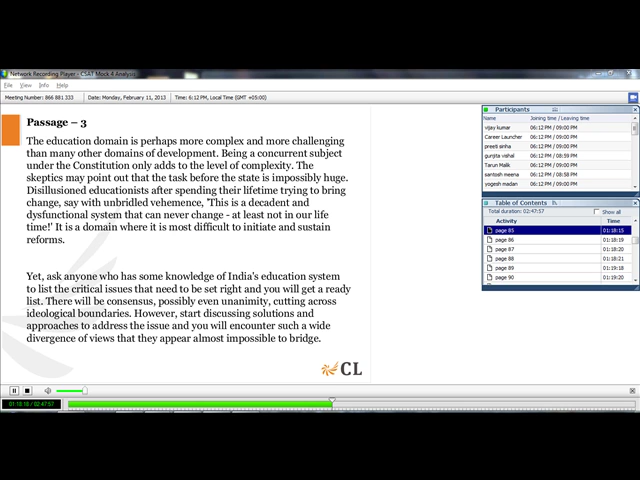 Network Recording Player - CSAT Mock 4 Analysis
File View Info Help
Meeting Number: 866 881 333 Date: Monday, February 11, 2013 Time: 6:12 PM, Local Time (GMT +05:00)
Passage – 3
The education domain is perhaps more complex and more challenging
than many other domains of development. Being a concurrent subject
under the Constitution only adds to the level of complexity. The
skeptics may point out that the task before the state is impossibly huge.
Disillusioned educationists after spending their lifetime trying to bring
change, say with unbridled vehemence, 'This is a decadent and
dysfunctional system that can never change - at least not in our life
time!' It is a domain where it is most difficult to initiate and sustain
reforms.
Yet, ask anyone who has some knowledge of India's education system
to list the critical issues that need to be set right and you will get a ready
list. There will be consensus, possibly even unanimity, cutting across
ideological boundaries. However, start discussing solutions and
approaches to address the issue and you will encounter such a wide
divergence of views that they appear almost impossible to bridge.
CL
Participants
Name Joining time / Leaving time
vijay kumar 06:12 PM / 09:00 PM
Career Launcher 06:12 PM / 09:00 PM
preeti sinha 06:12 PM / 09:00 PM
gunjita vishal 06:12 PM / 08:59 PM
Tarun Malik 06:12 PM / 09:00 PM
santosh meena 06:12 PM / 08:58 PM
yogesh madan 06:12 PM / 09:00 PM
Table of Contents
Total duration: 02:47:57 Show all
Activity Time
page 85 01:18:15
page 86 01:18:19
page 87 01:18:20
page 88 01:18:21
page 89 01:19:18
page 90 01:19:20
01:18:18 / 02:47:57